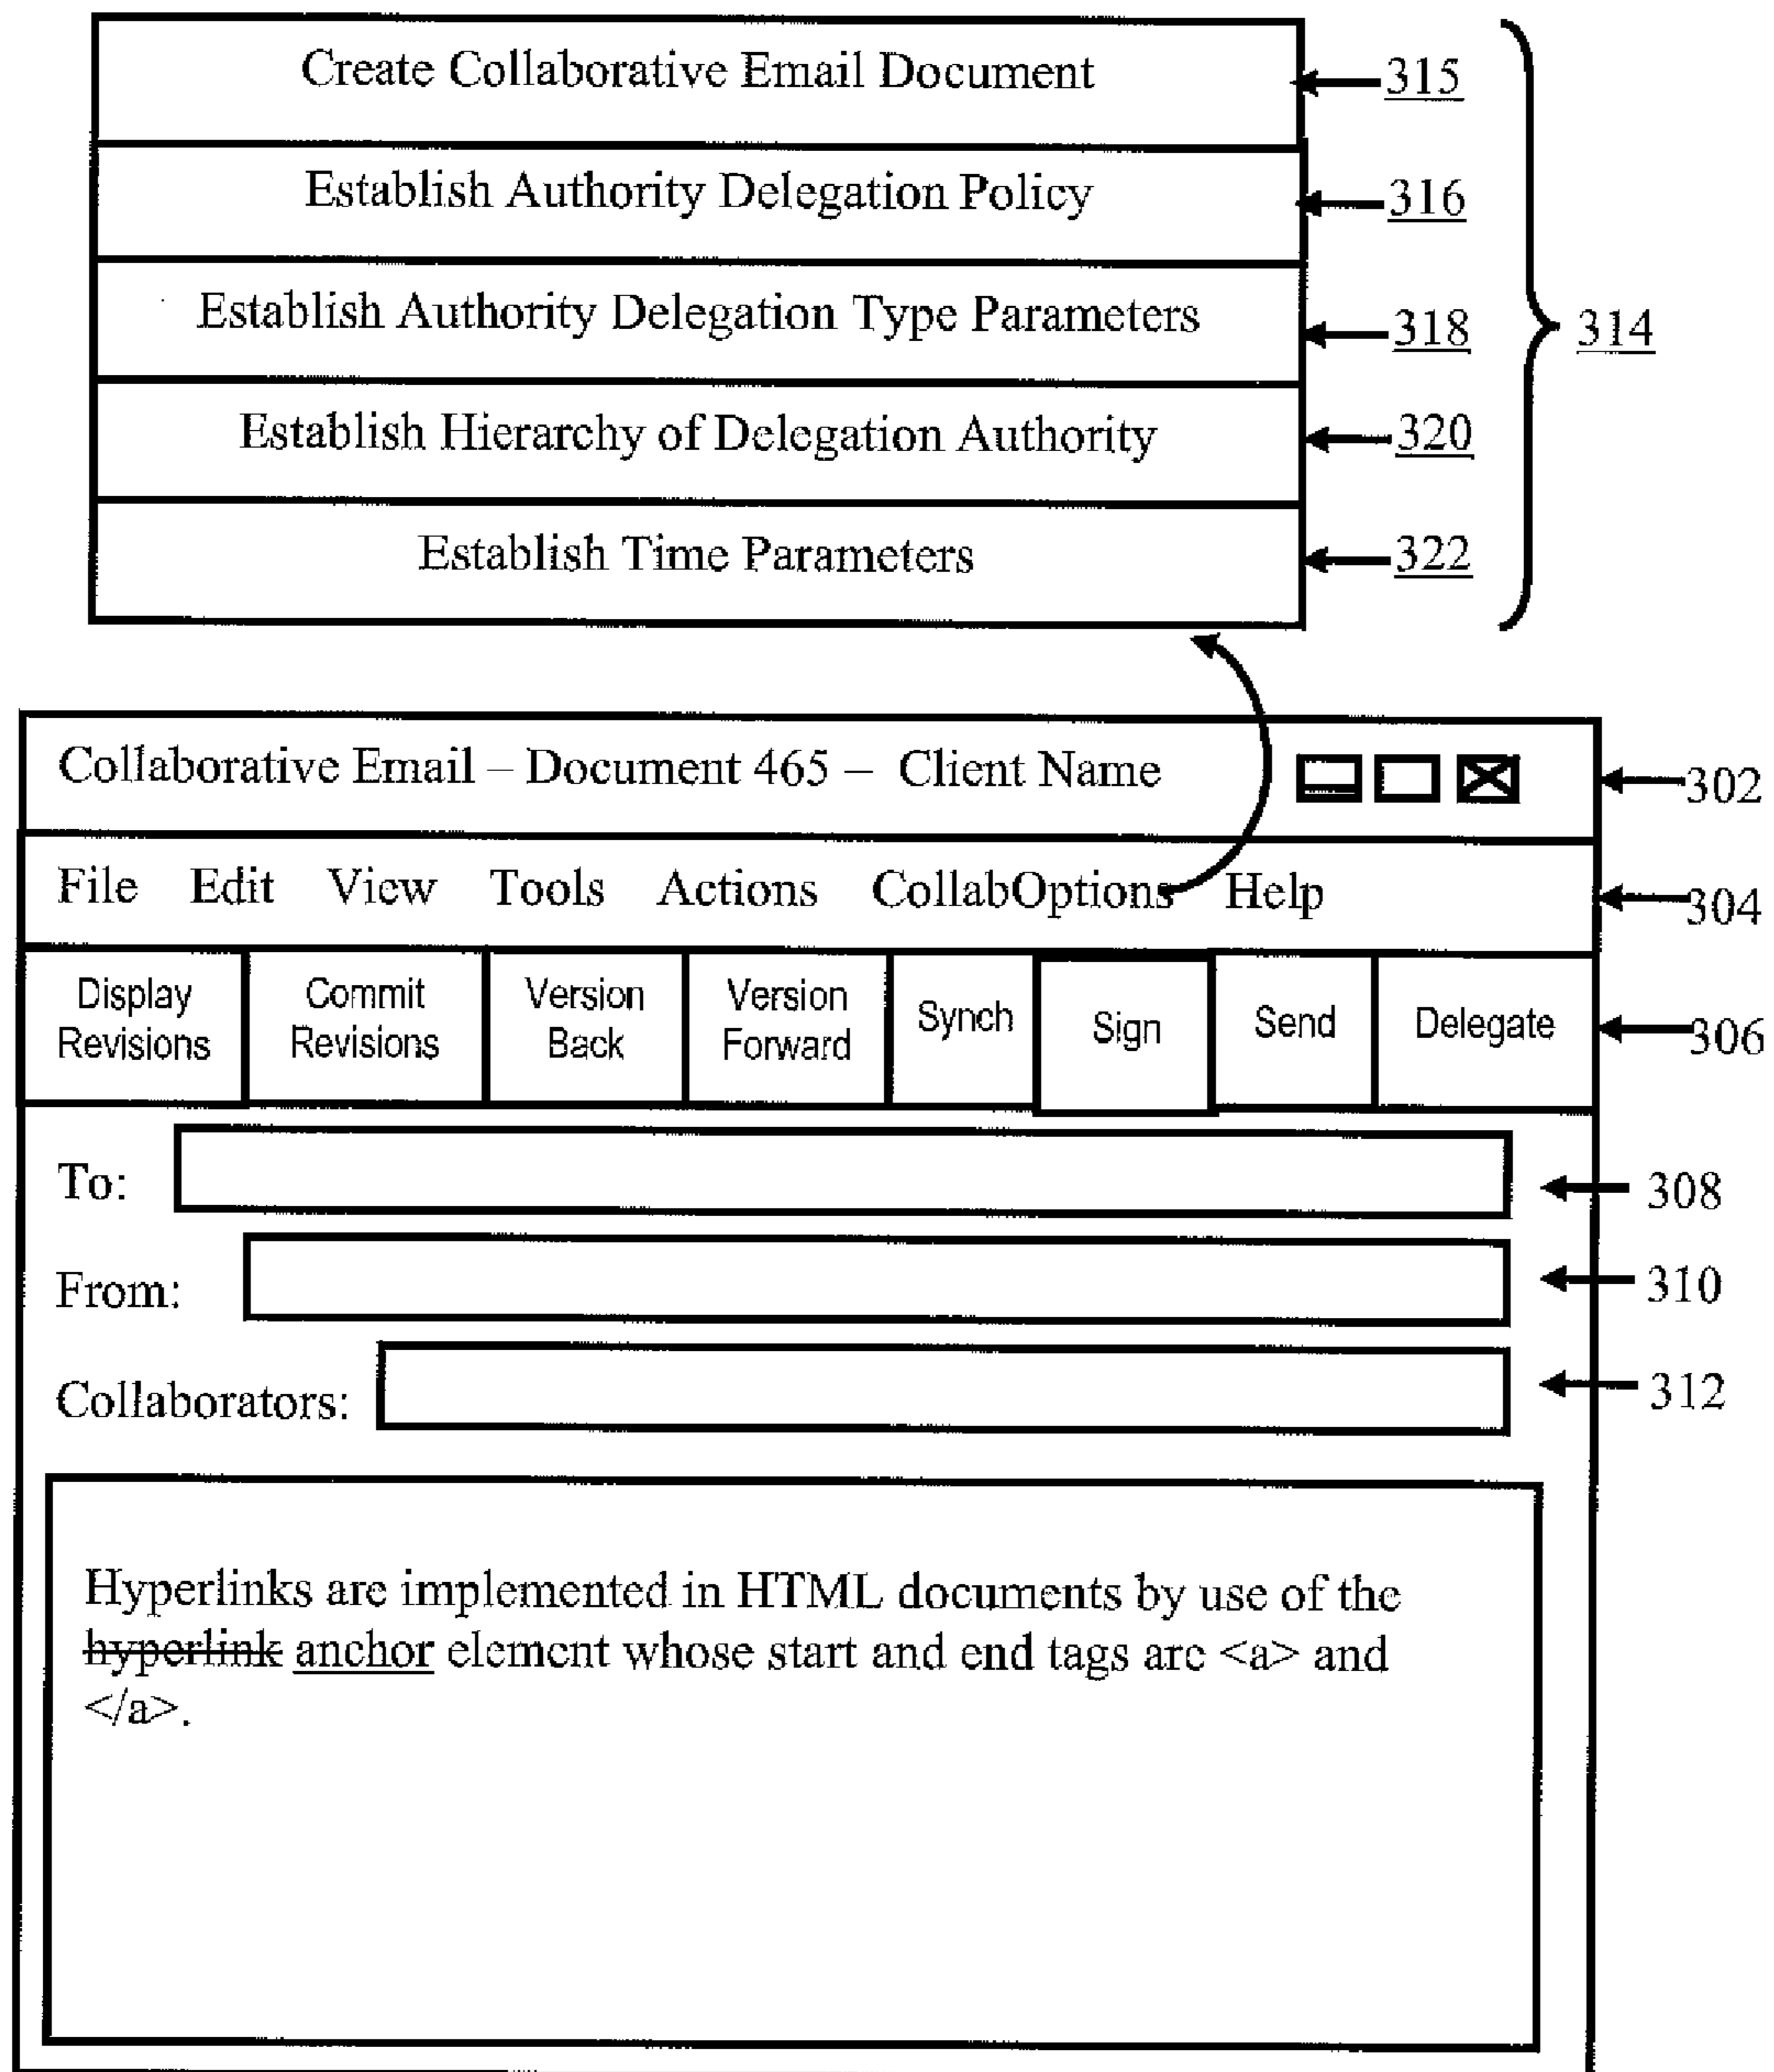 Create Collaborative Email Document
315
Establish Authority Delegation Policy
316
Establish Authority Delegation Type Parameters
318
314
Establish Hierarchy of Delegation Authority
320
Establish Time Parameters
322
Collaborative Email – Document 465 – Client Name
302
File Edit View Tools Actions CollabOptions Help
304
Display
Revisions
Commit
Revisions
Version
Back
Version
Forward
Synch
Sign
Send
Delegate
306
To:
308
From:
310
Collaborators:
312
Hyperlinks are implemented in HTML documents by use of the
hyperlink anchor element whose start and end tags are <a> and
</a>.